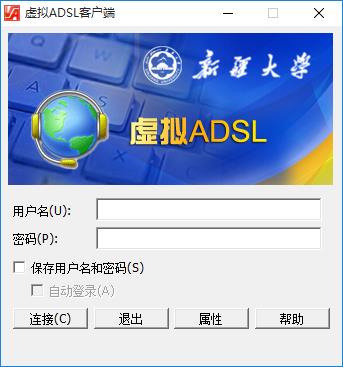 虚拟ADSL客户端
新疆大学
虚拟ADSL
用户名(U):
密码(P):
保存用户名和密码(S)
自动登录(A)
连接(C) 退出 属性 帮助